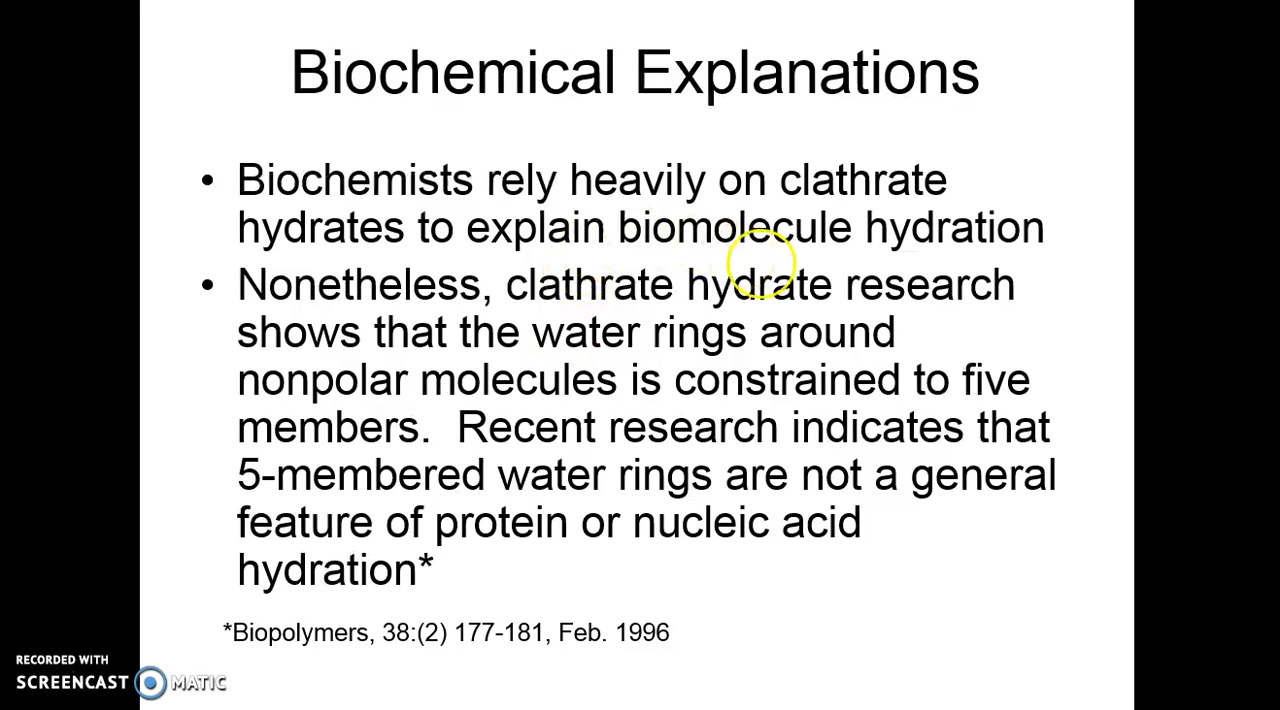 Biochemical Explanations
• Biochemists rely heavily on clathrate
hydrates to explain biomolecule hydration
• Nonetheless, clathrate hydrate research
shows that the water rings around
nonpolar molecules is constrained to five
members.  Recent research indicates that
5-membered water rings are not a general
feature of protein or nucleic acid
hydration*
*Biopolymers, 38:(2) 177-181, Feb. 1996
RECORDED WITH
SCREENCAST MATIC